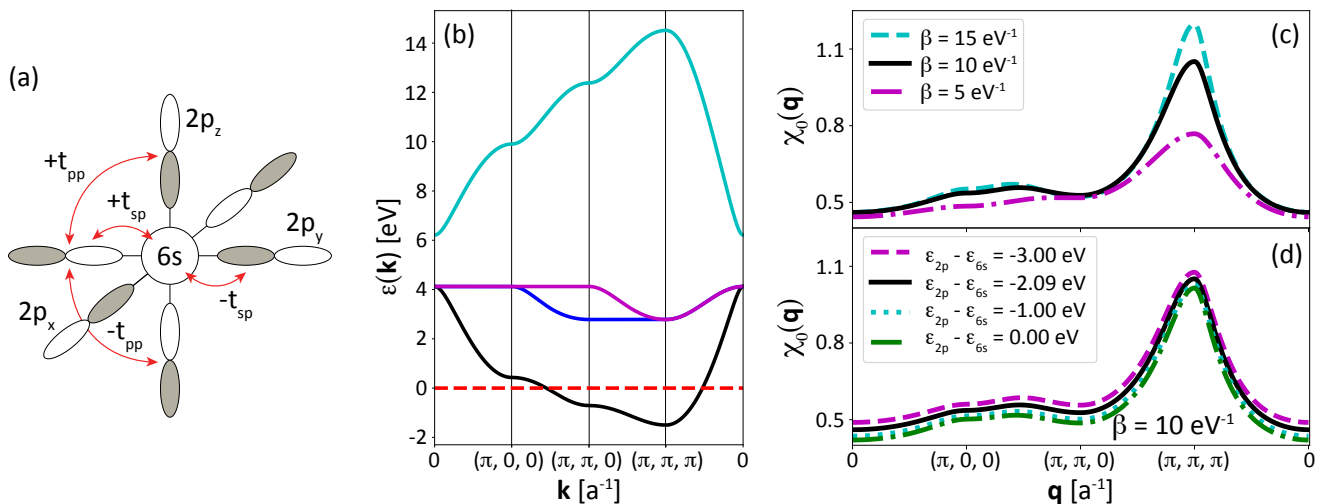 (a)
2p_z
+t_pp
+t_sp
6s
2p_y
-t_sp
2p_x
-t_pp
(b)
ε(k) [eV]
14
12
10
8
6
4
2
0
-2
0 (π, 0, 0) (π, π, 0) (π, π, π) 0
k [a⁻¹]
(c)
β = 15 eV⁻¹
β = 10 eV⁻¹
β = 5 eV⁻¹
χ₀(q)
1.1
0.8
0.5
(d)
ε_2p - ε_6s = -3.00 eV
ε_2p - ε_6s = -2.09 eV
ε_2p - ε_6s = -1.00 eV
ε_2p - ε_6s = 0.00 eV
χ₀(q)
1.1
0.8
0.5
β = 10 eV⁻¹
0 (π, 0, 0) (π, π, 0) (π, π, π) 0
q [a⁻¹]